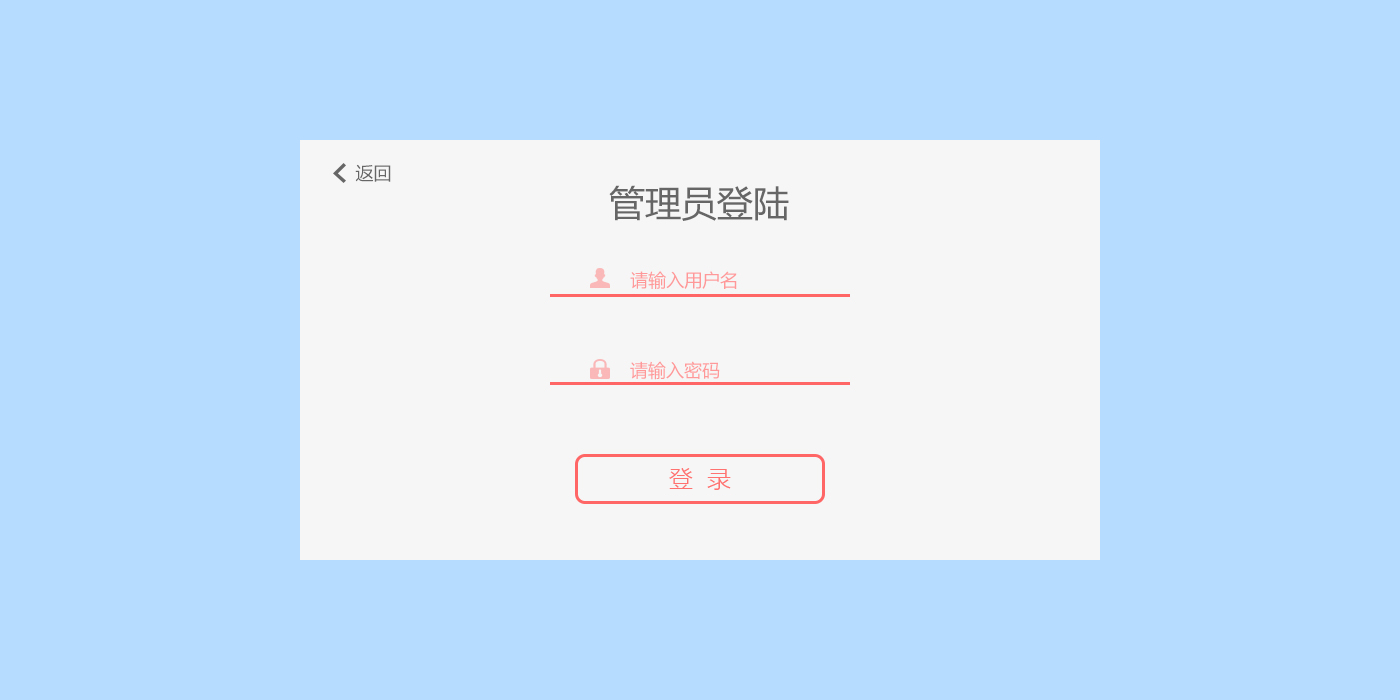 返回
管理员登陆
请输入用户名
请输入密码
登 录